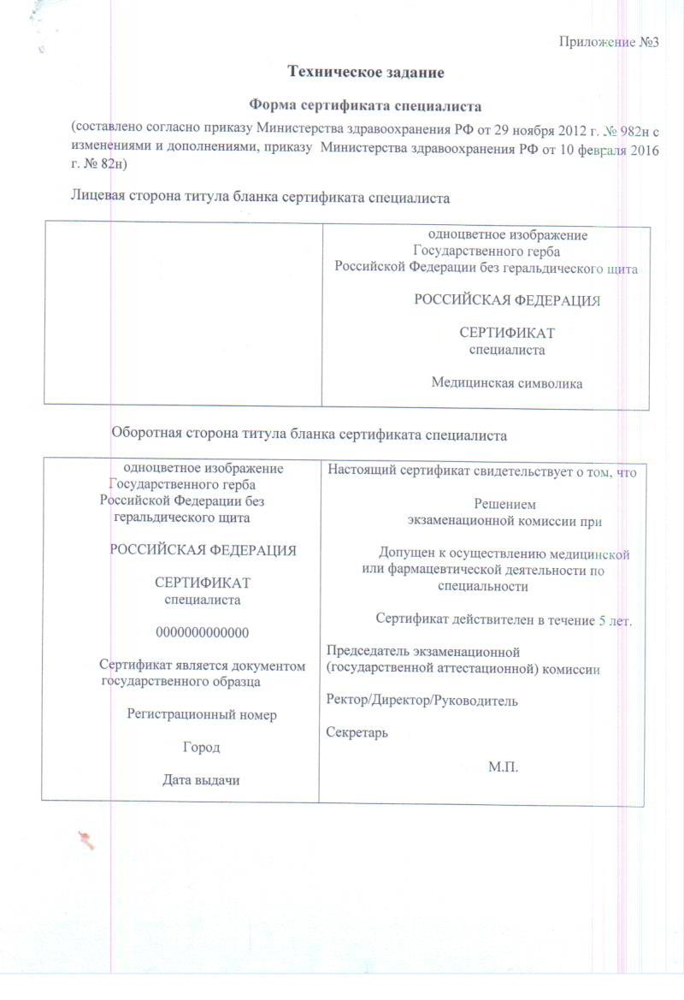 Приложение №3
Техническое задание
Форма сертификата специалиста
(составлено согласно приказу Министерства здравоохранения РФ от 29 ноября 2012 г. № 982н с
изменениями и дополнениями, приказу Министерства здравоохранения РФ от 10 февраля 2016
г. № 82н)
Лицевая сторона титула бланка сертификата специалиста
одноцветное изображение
Государственного герба
Российской Федерации без геральдического щита
РОССИЙСКАЯ ФЕДЕРАЦИЯ
СЕРТИФИКАТ
специалиста
Медицинская символика
Оборотная сторона титула бланка сертификата специалиста
одноцветное изображение
Государственного герба
Российской Федерации без
геральдического щита
РОССИЙСКАЯ ФЕДЕРАЦИЯ
СЕРТИФИКАТ
специалиста
0000000000000
Сертификат является документом
государственного образца
Регистрационный номер
Город
Дата выдачи
Настоящий сертификат свидетельствует о том, что
Решением
экзаменационной комиссии при
Допущен к осуществлению медицинской
или фармацевтической деятельности по
специальности
Сертификат действителен в течение 5 лет.
Председатель экзаменационной
(государственной аттестационной) комиссии
Ректор/Директор/Руководитель
Секретарь
М.П.